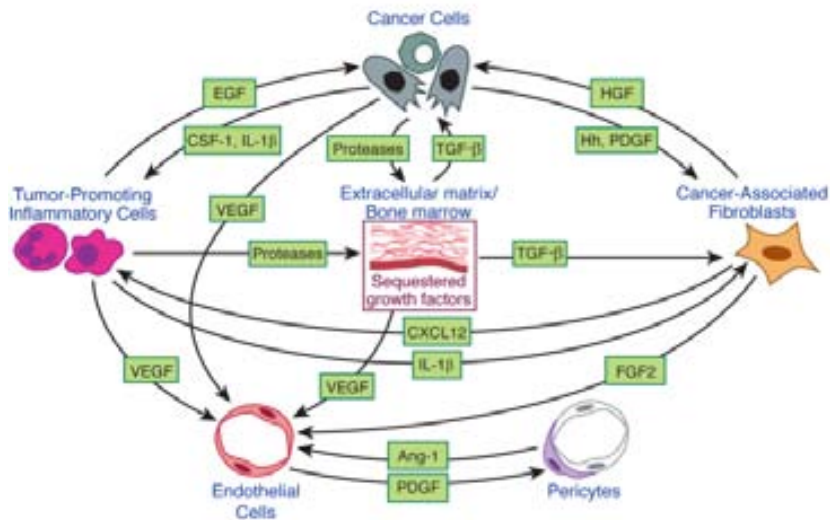 Cancer Cells
EGF
HGF
CSF-1, IL-1β
Proteases
TGF-β
Hh, PDGF
Tumor-Promoting
Inflammatory Cells
VEGF
Extracellular matrix/
Bone marrow
Cancer-Associated
Fibroblasts
Proteases
TGF-β
Sequestered
growth factors
CXCL12
IL-1β
VEGF
VEGF
FGF2
Ang-1
PDGF
Endothelial
Cells
Pericytes